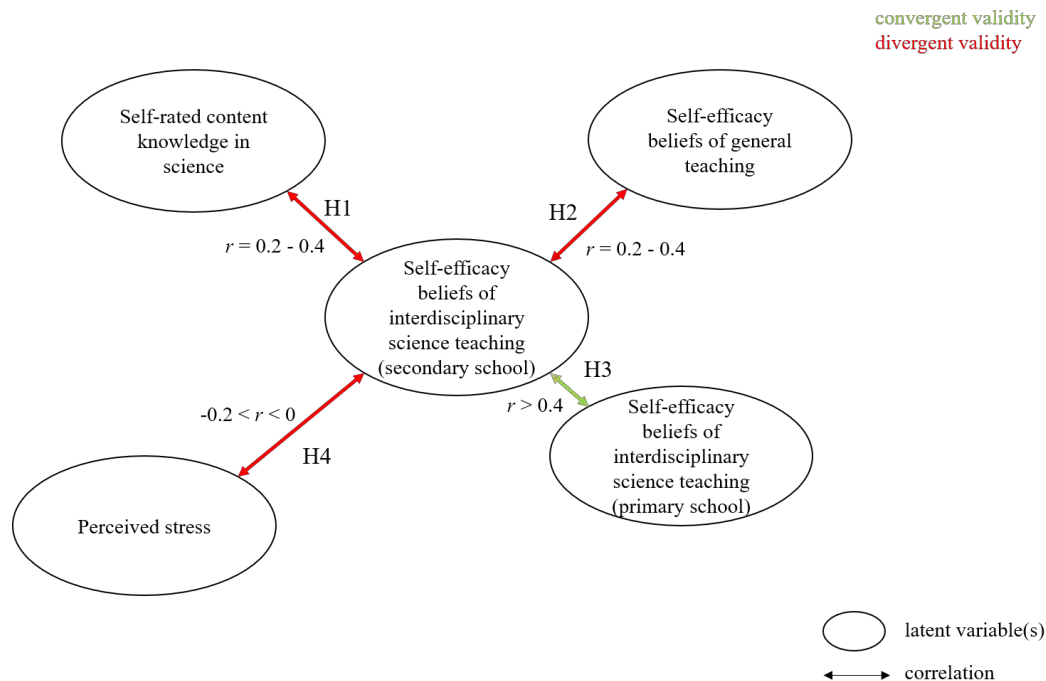 convergent validity
divergent validity
Self-rated content
knowledge in
science
Self-efficacy
beliefs of general
teaching
H1
H2
r = 0.2 - 0.4
r = 0.2 - 0.4
Self-efficacy
beliefs of
interdisciplinary
science teaching
(secondary school)
H3
r > 0.4
-0.2 < r < 0
H4
Self-efficacy
beliefs of
interdisciplinary
science teaching
(primary school)
Perceived stress
latent variable(s)
correlation